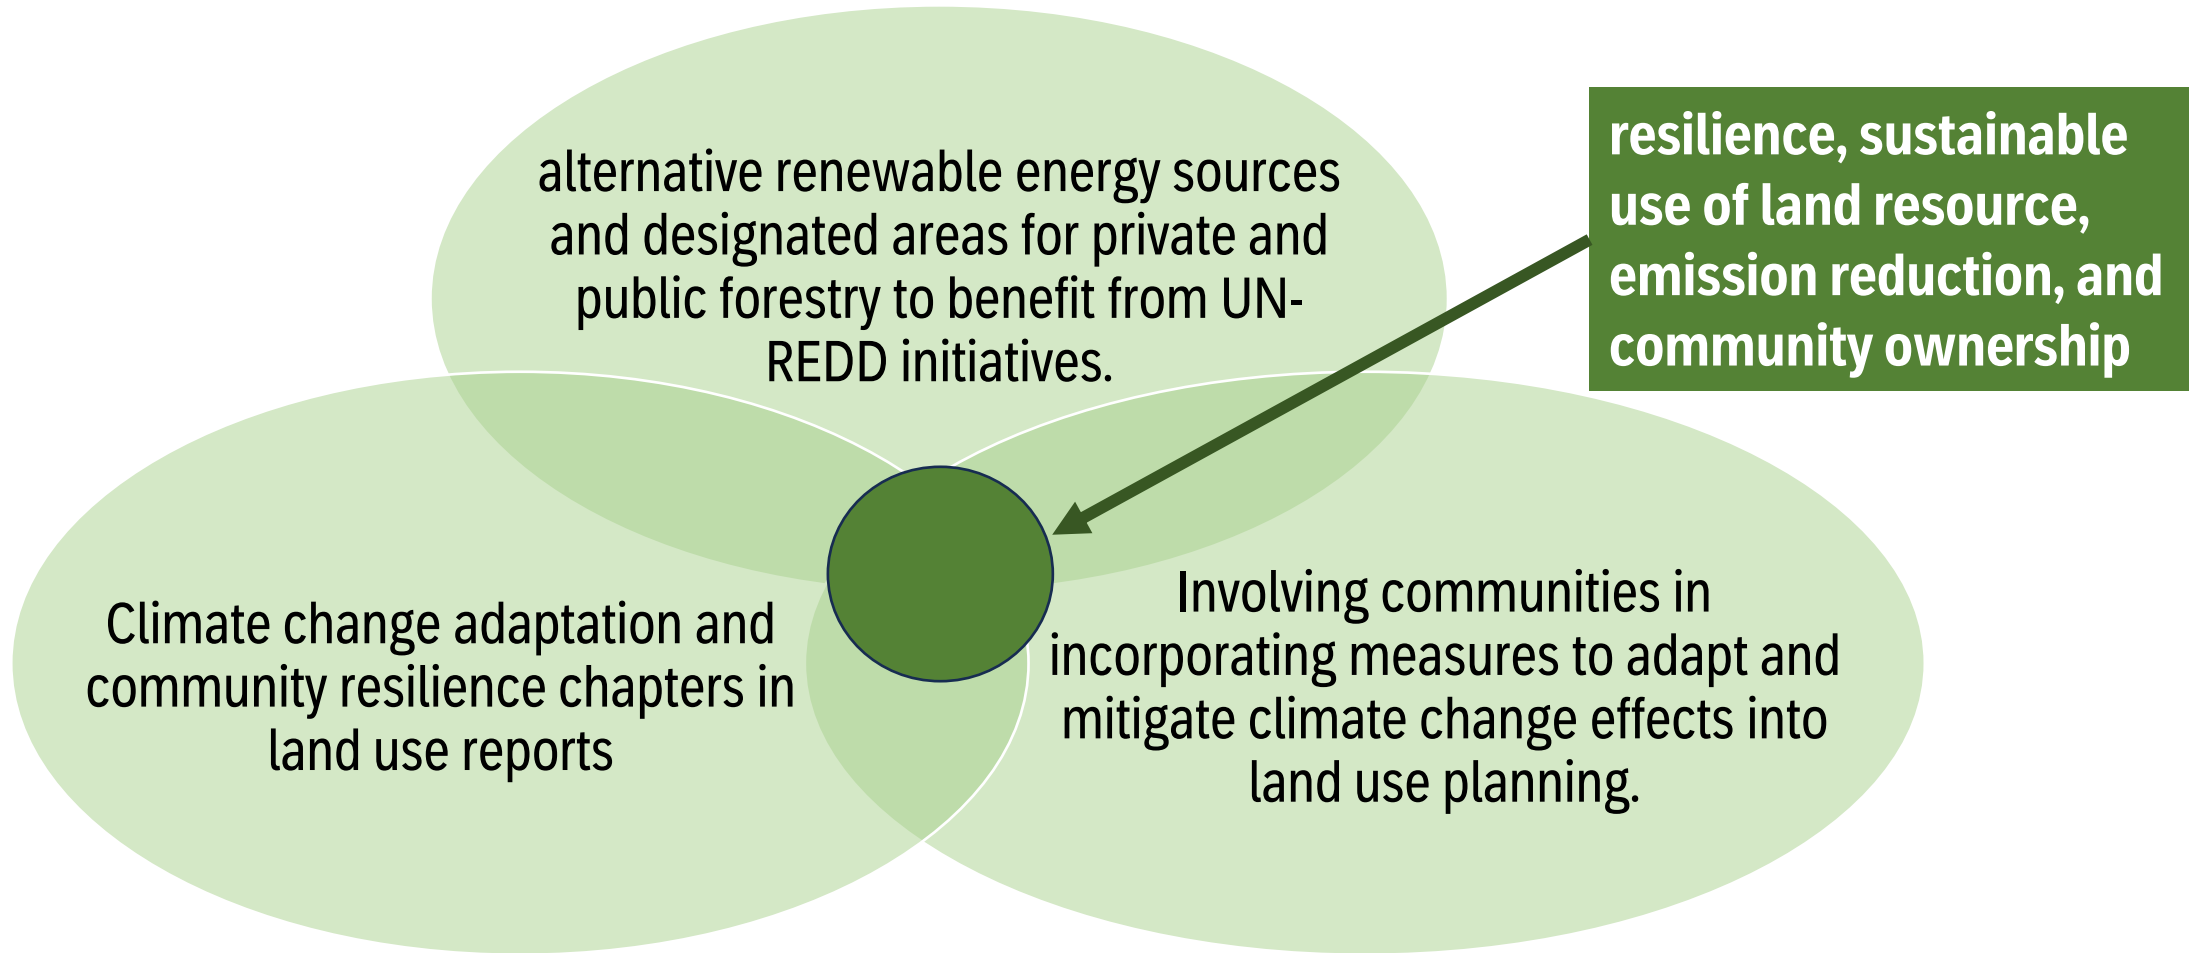 alternative renewable energy sources
and designated areas for private and
public forestry to benefit from UN-
REDD initiatives.
resilience, sustainable
use of land resource,
emission reduction, and
community ownership
Climate change adaptation and
community resilience chapters in
land use reports
Involving communities in
incorporating measures to adapt and
mitigate climate change effects into
land use planning.